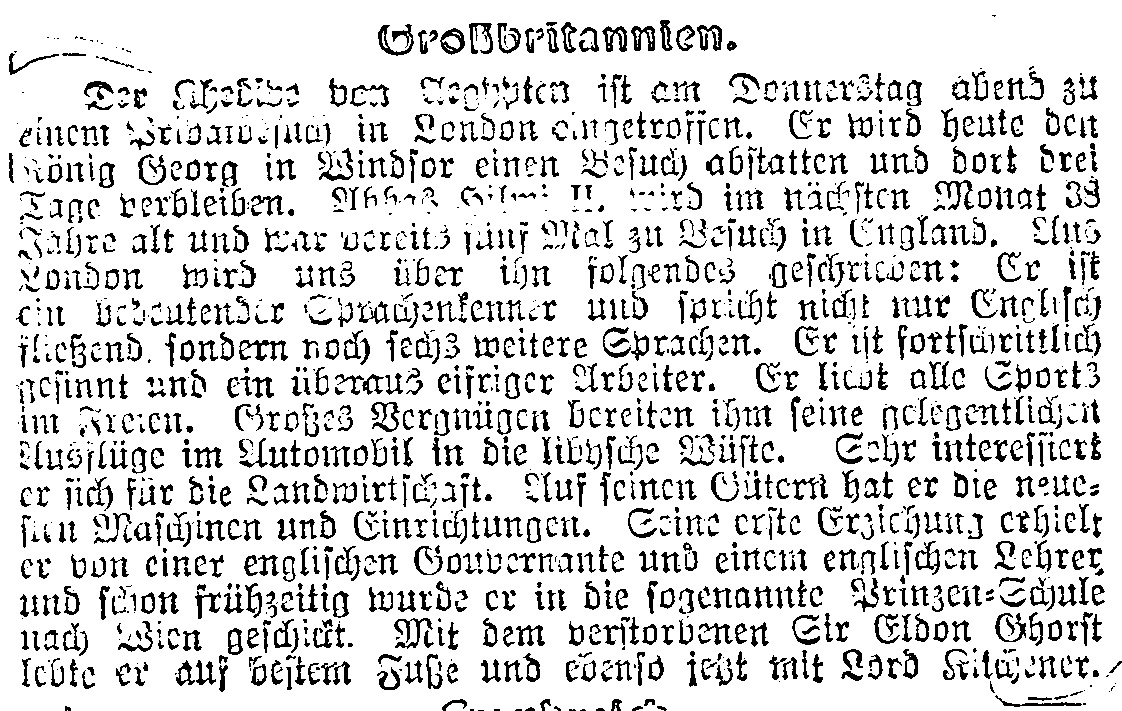 Großbritannien.
Der Khedive von Aegypten ist am Donnerstag abend zu
einem Privatbesuch in London eingetroffen. Er wird heute den
König Georg in Windsor einen Besuch abstatten und dort drei
Tage verbleiben. Abbas Hilmi II. wird im nächsten Monat 38
Jahre alt und war bereits fünf Mal zu Besuch in England. Aus
London wird uns über ihn folgendes geschrieben: Er ist
ein bedeutender Sprachenkenner und spricht nicht nur Englisch
fließend, sondern noch sechs weitere Sprachen. Er ist fortschrittlich
gesinnt und ein überaus eifriger Arbeiter. Er liebt alle Sports
im Freien. Großes Vergnügen bereiten ihm seine gelegentlichen
Ausflüge im Automobil in die libysche Wüste. Sehr interessiert
er sich für die Landwirtschaft. Auf seinen Gütern hat er die neue-
sten Maschinen und Einrichtungen. Seine erste Erziehung erhielt
er von einer englischen Gouvernante und einem englischen Lehrer
und schon frühzeitig wurde er in die sogenannte Prinzen-Schule
nach Wien geschickt. Mit dem verstorbenen Sir Eldon Ghorst
lebte er auf bestem Fuße und ebenso jetzt mit Lord Kitchener.